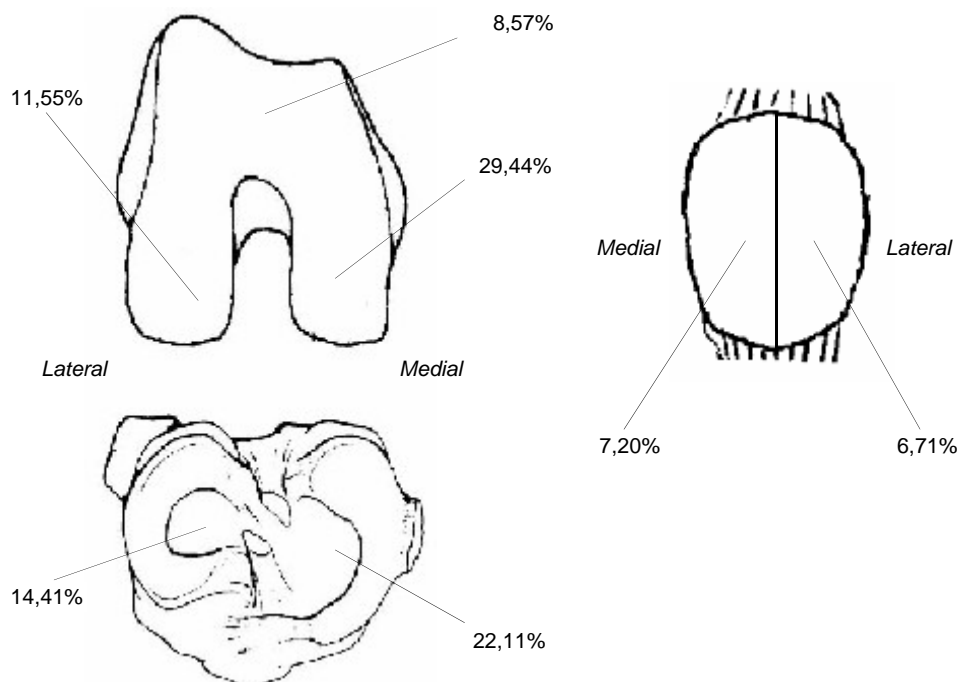 8,57%
11,55%
29,44%
Medial
Lateral
Lateral
Medial
7,20%
6,71%
14,41%
22,11%